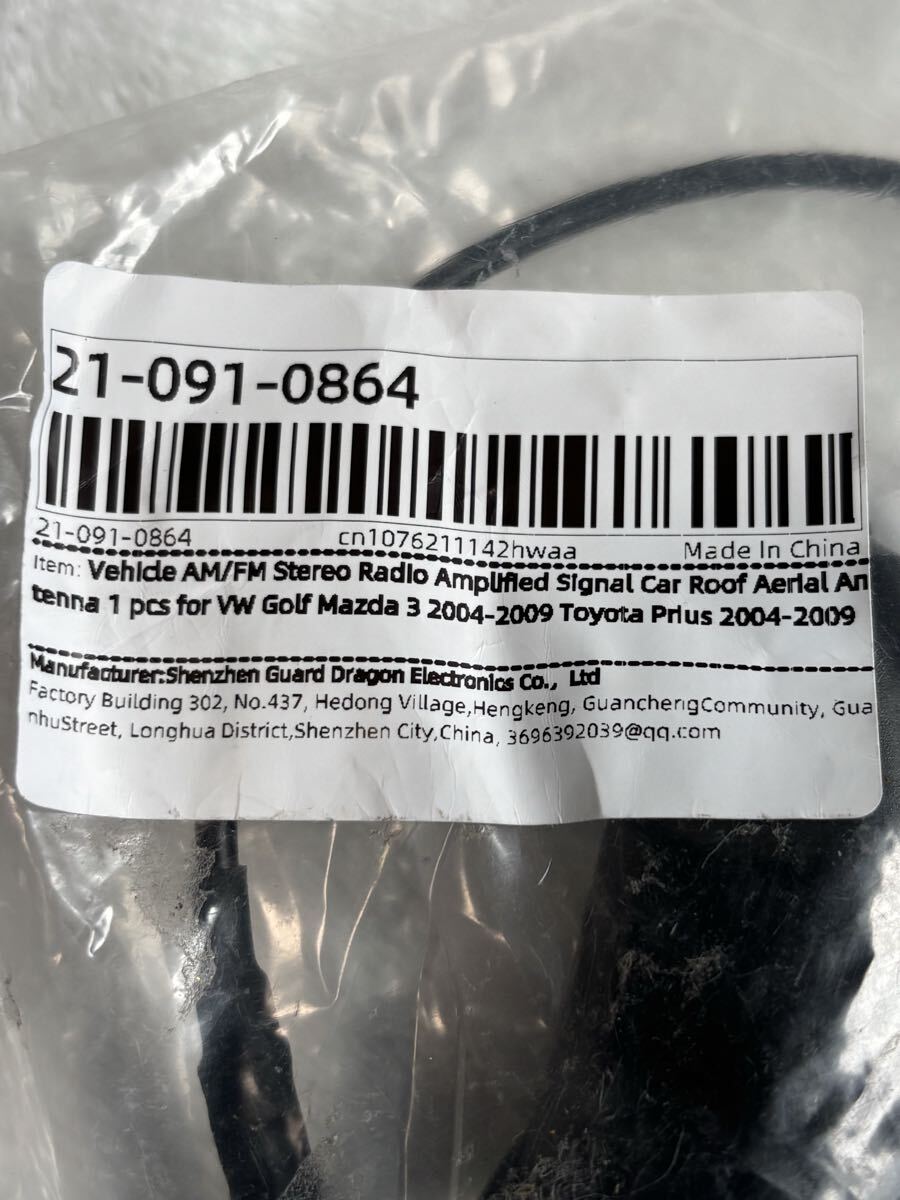 21-091-0864
21-091-0864 cn1076211142hwaa Made In China
Item: Vehicle AM/FM Stereo Radio Amplified Signal Car Roof Aerial An
tenna 1 pcs for VW Golf Mazda 3 2004-2009 Toyota Prius 2004-2009
Manufacturer:Shenzhen Guard Dragon Electronics Co., Ltd
Factory Building 302, No.437, Hedong Village,Hengkeng, GuanchengCommunity, Gua
nhuStreet, Longhua District,Shenzhen City,China, 3696392039@qq.com